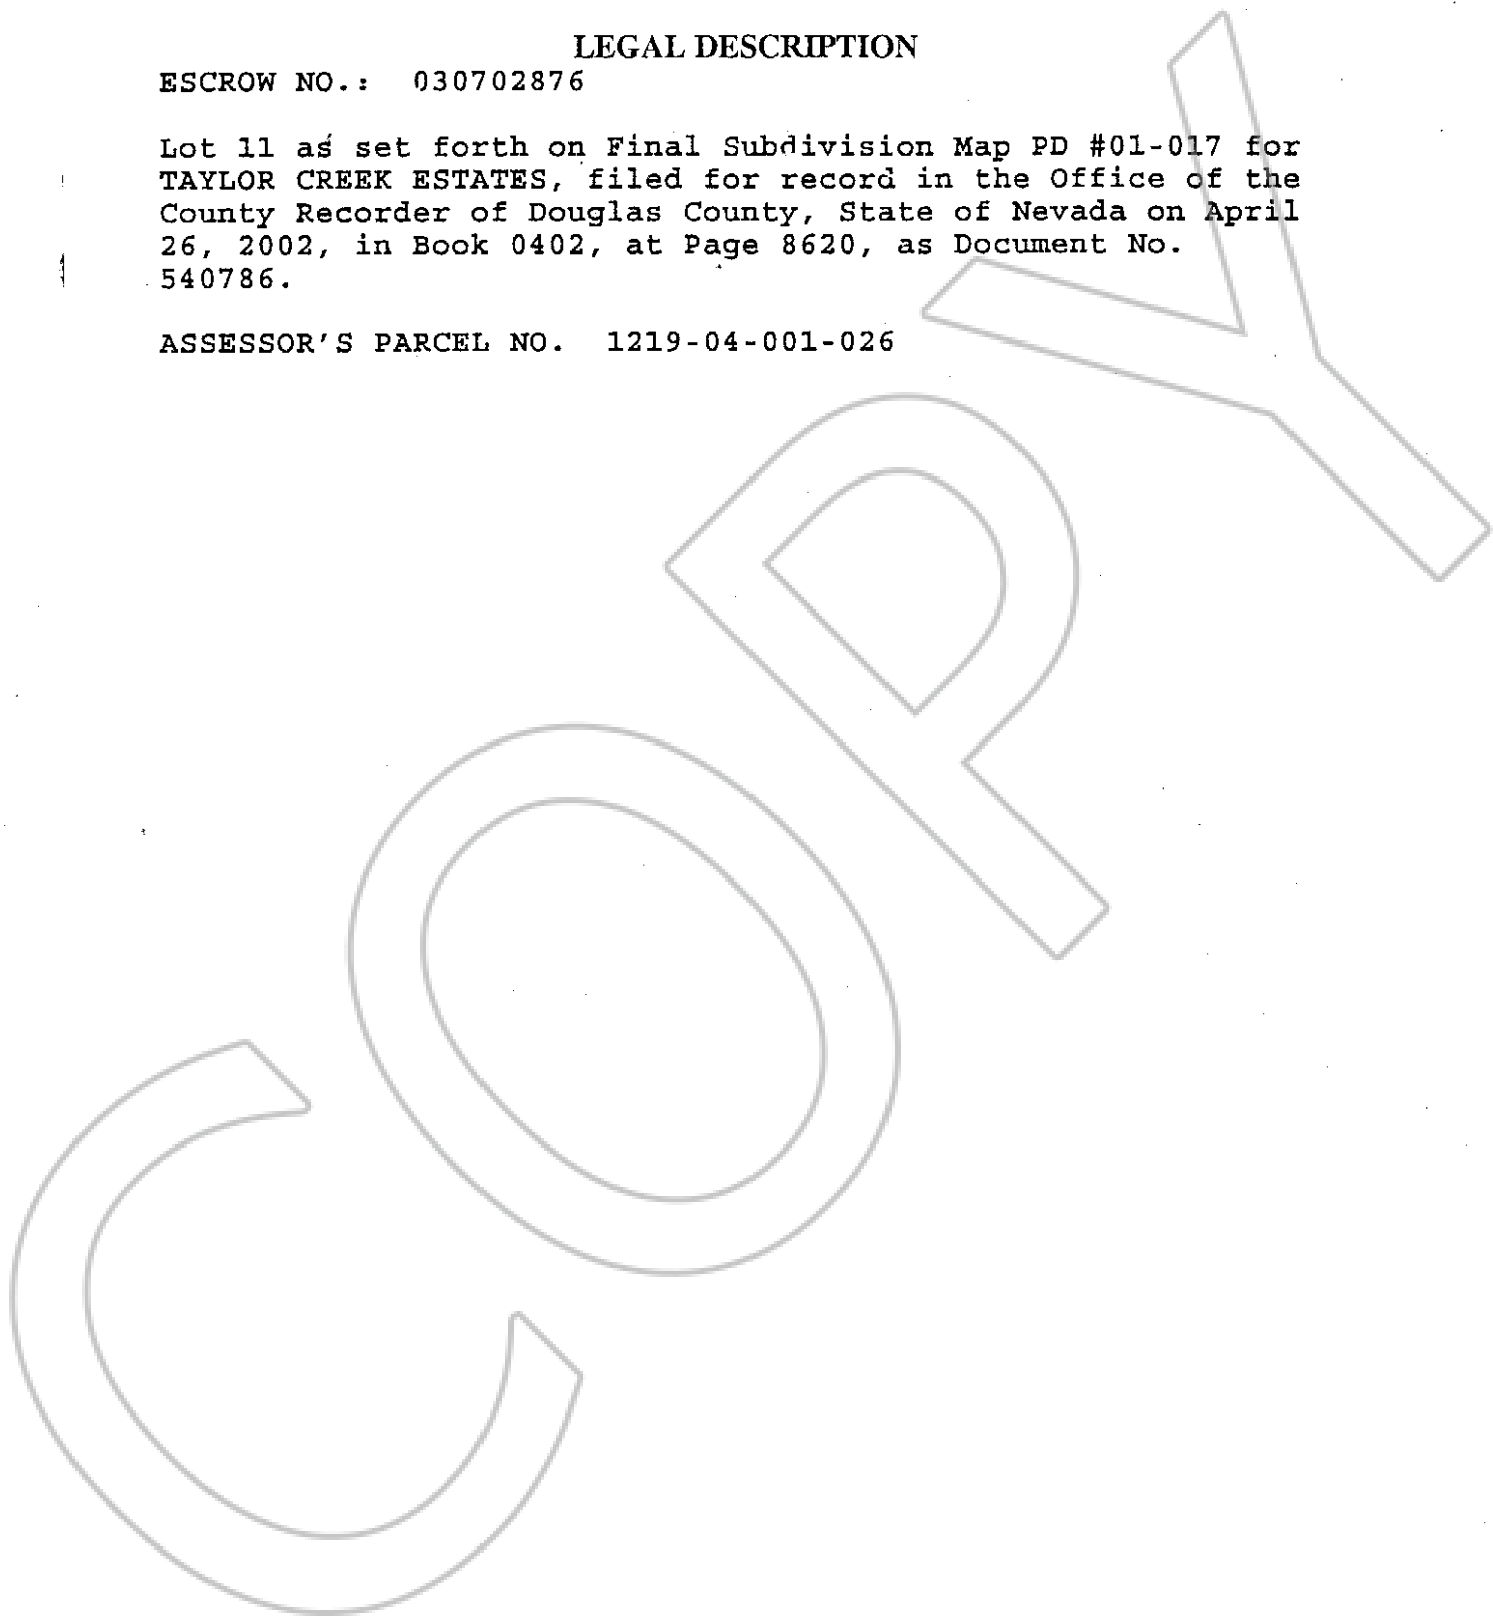 LEGAL DESCRIPTION
ESCROW NO.: 030702876
Lot 11 as set forth on Final Subdivision Map PD #01-017 for
TAYLOR CREEK ESTATES, filed for record in the Office of the
County Recorder of Douglas County, State of Nevada on April
26, 2002, in Book 0402, at Page 8620, as Document No.
540786.
ASSESSOR'S PARCEL NO. 1219-04-001-026
COPY